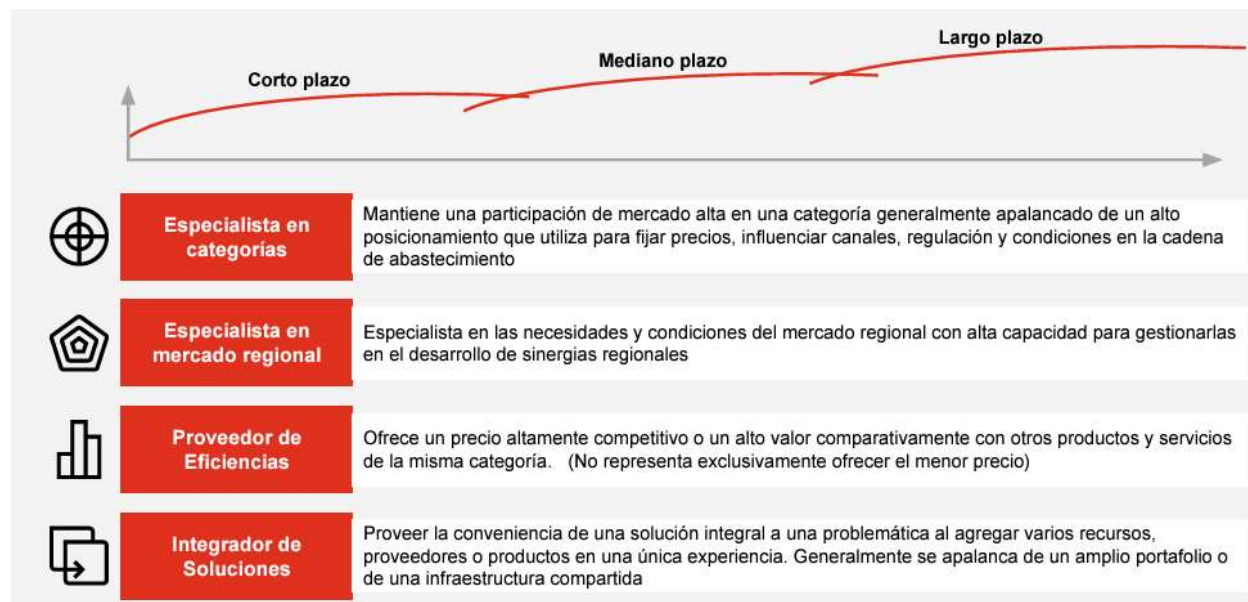 Corto plazo
Mediano plazo
Largo plazo
Especialista en
categorías
Mantiene una participación de mercado alta en una categoría generalmente apalancado de un alto
posicionamiento que utiliza para fijar precios, influenciar canales, regulación y condiciones en la cadena
de abastecimiento
Especialista en
mercado regional
Especialista en las necesidades y condiciones del mercado regional con alta capacidad para gestionarlas
en el desarrollo de sinergias regionales
Proveedor de
Eficiencias
Ofrece un precio altamente competitivo o un alto valor comparativamente con otros productos y servicios
de la misma categoría. (No representa exclusivamente ofrecer el menor precio)
Integrador de
Soluciones
Proveer la conveniencia de una solución integral a una problemática al agregar varios recursos,
proveedores o productos en una única experiencia. Generalmente se apalanca de un amplio portafolio o
de una infraestructura compartida